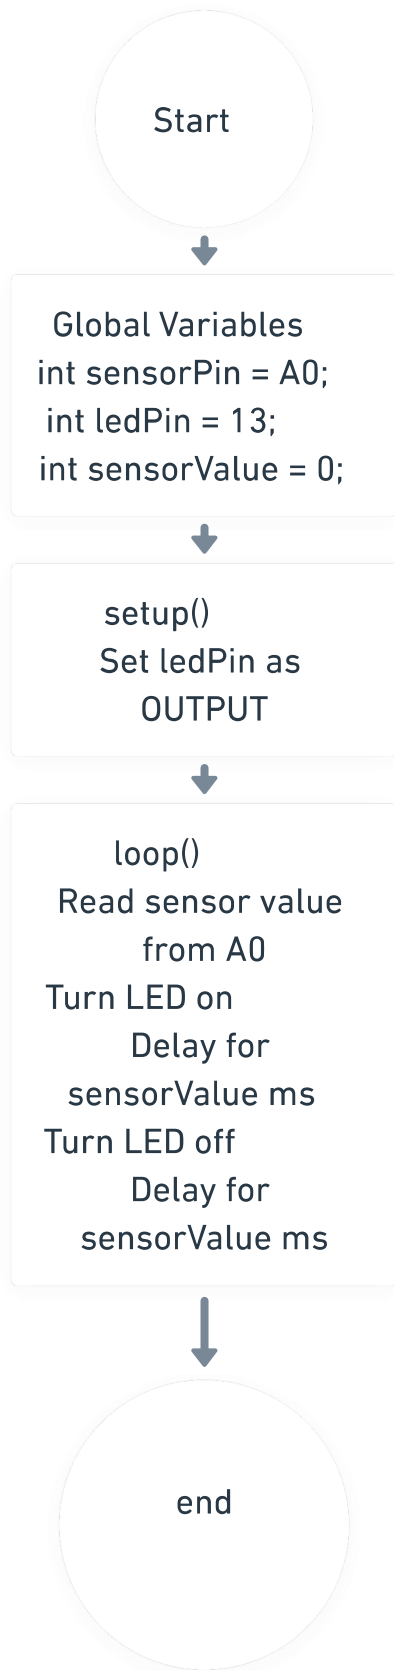 Start
Global Variables
int sensorPin = A0;
int ledPin = 13;
int sensorValue = 0;
setup()
Set ledPin as
OUTPUT
loop()
Read sensor value
from A0
Turn LED on
Delay for
sensorValue ms
Turn LED off
Delay for
sensorValue ms
end